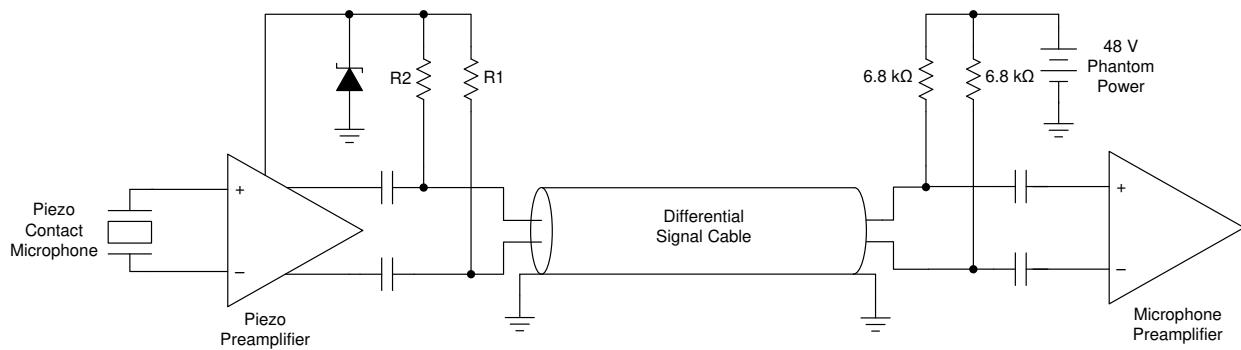 R2
R1
6.8 kΩ
6.8 kΩ
48 V
Phantom
Power
+
−
Piezo
Contact
Microphone
Piezo
Preamplifier
Differential
Signal Cable
+
−
Microphone
Preamplifier